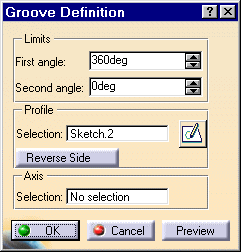 Groove Definition
Limits
First angle: 360deg
Second angle: 0deg
Profile
Selection: Sketch.2
Reverse Side
Axis
Selection: No selection
OK Cancel Preview